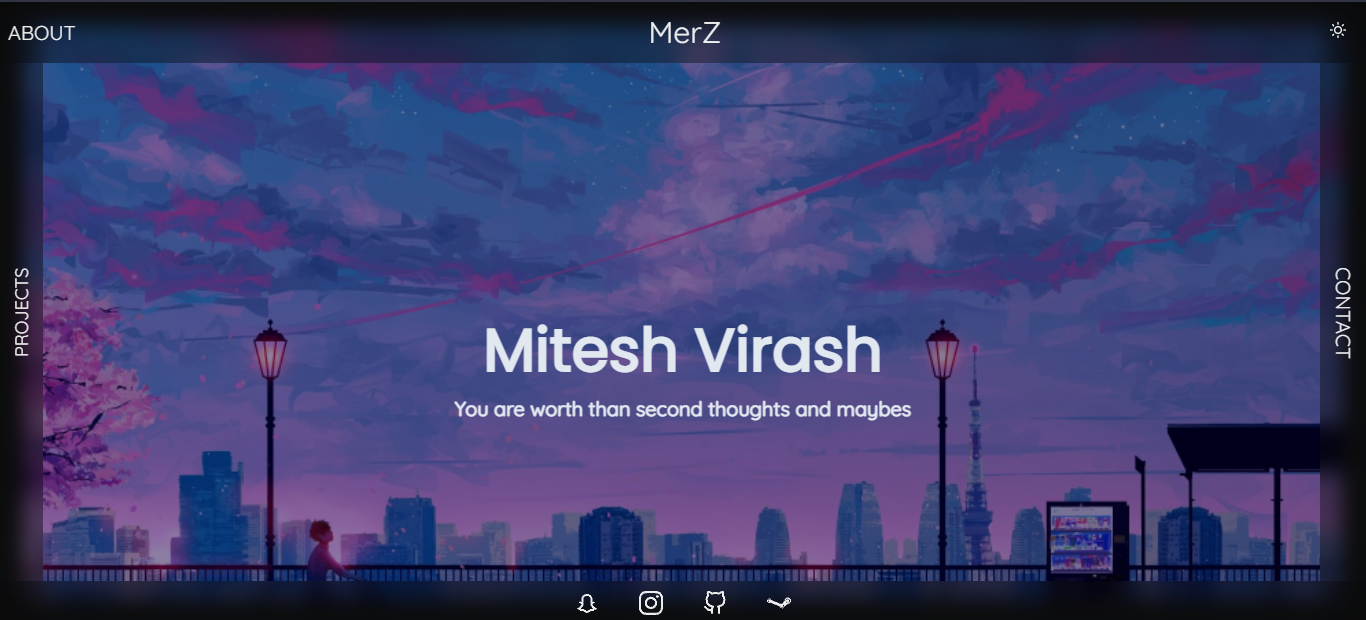 ABOUT
MerZ
PROJECTS
CONTACT
Mitesh Virash
You are worth than second thoughts and maybes